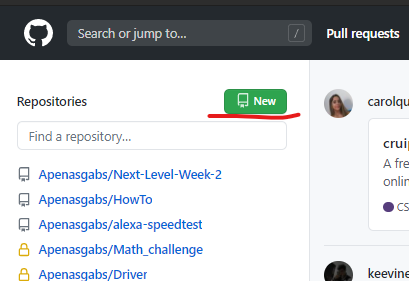 Search or jump to...
/
Pull requests
Repositories
New
Find a repository...
Apenasgabs/Next-Level-Week-2
Apenasgabs/HowTo
Apenasgabs/alexa-speedtest
Apenasgabs/Math_challenge
Apenasgabs/Driver
carolqu
cruip
A fre
onlin
CS
keevine